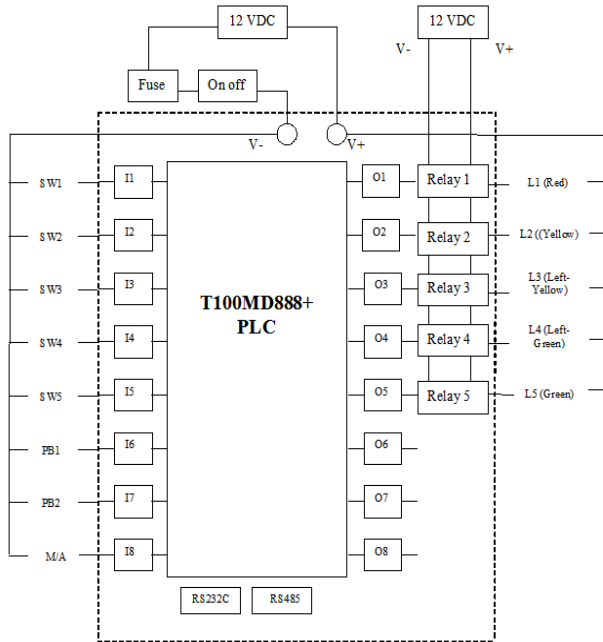 12 VDC
12 VDC
V-
V+
Fuse
On off
V-
V+
SW1
I1
O1
Relay 1
L1 (Red)
SW2
I2
O2
Relay 2
L2 ((Yellow)
SW3
I3
O3
Relay 3
L3 (Left-
Yellow)
T100MD888+
PLC
SW4
I4
O4
Relay 4
L4 (Left-
Green)
SW5
I5
O5
Relay 5
L5 (Green)
PB1
I6
O6
PB2
I7
O7
M/A
I8
O8
RS232C
RS485